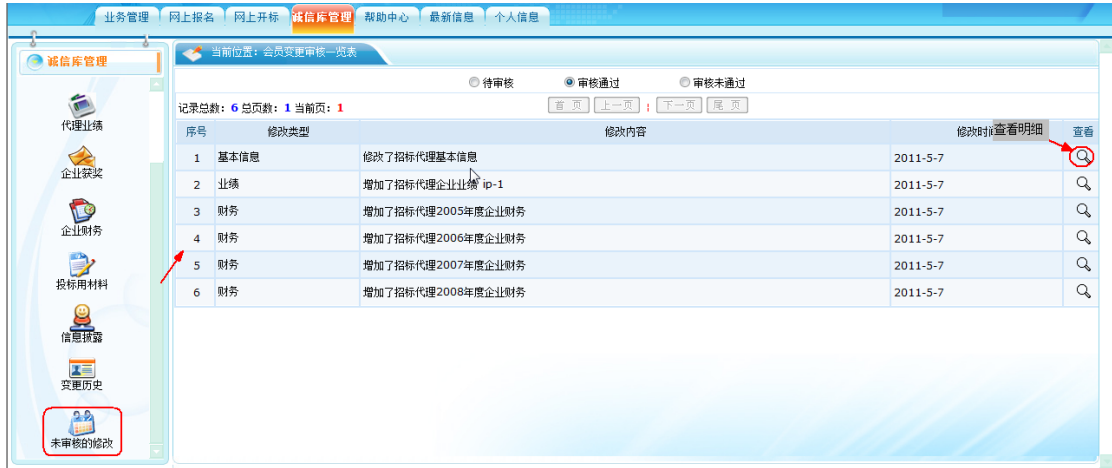 业务管理 网上报名 网上开标 诚信库管理 帮助中心 最新信息 个人信息
诚信库管理
当前位置：会员变更审核一览表
待审核 审核通过 审核未通过
记录总数：6 总页数：1 当前页：1
首 页 上一页 1 下一页 尾 页
序号 修改类型 修改内容 修改时间 查看明细 查看
1 基本信息 修改了招标代理基本信息 2011-5-7
2 业绩 增加了招标代理企业业绩 ip-1 2011-5-7
3 财务 增加了招标代理2005年度企业财务 2011-5-7
4 财务 增加了招标代理2006年度企业财务 2011-5-7
5 财务 增加了招标代理2007年度企业财务 2011-5-7
6 财务 增加了招标代理2008年度企业财务 2011-5-7
代理业绩
企业获奖
企业财务
投标用材料
信息披露
变更历史
未审核的修改